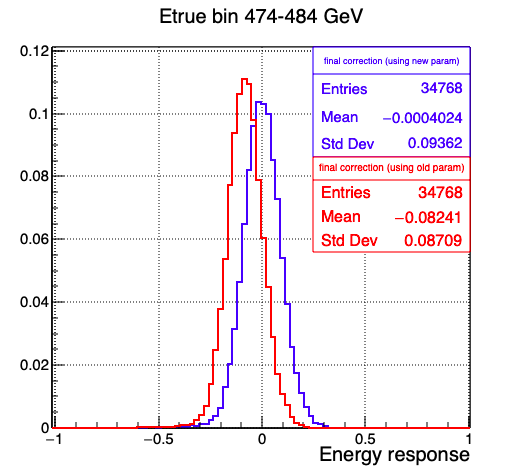 Etrue bin 474-484 GeV
0.12
0.1
0.08
0.06
0.04
0.02
0
−1
−0.5
0
0.5
1
Energy response
final correction (using new param)
Entries 34768
Mean −0.0004024
Std Dev 0.09362
final correction (using old param)
Entries 34768
Mean −0.08241
Std Dev 0.08709